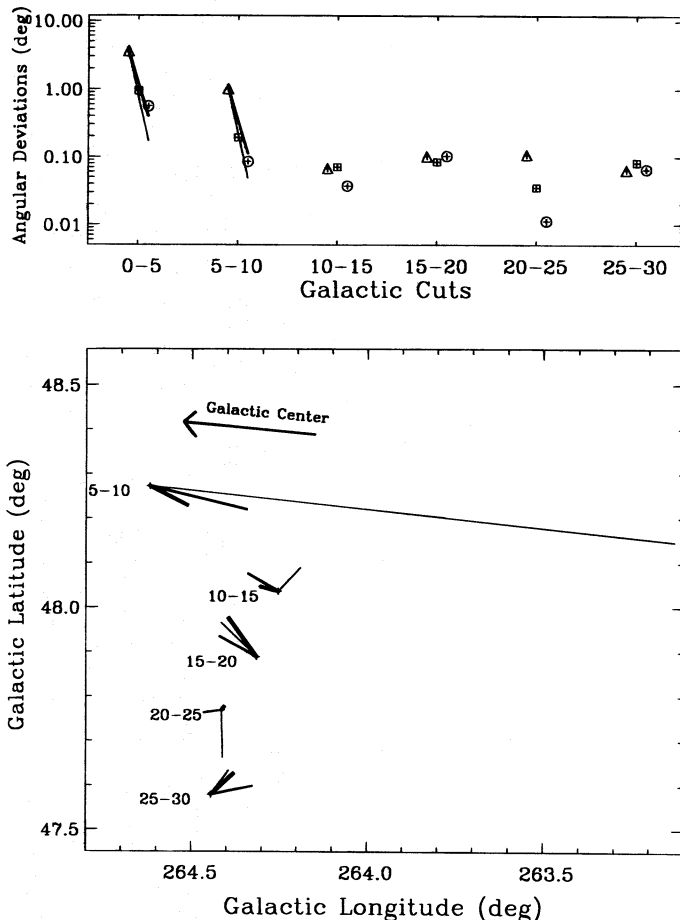 Angular Deviations (deg)
10.00
1.00
0.10
0.01
0−5 5−10 10−15 15−20 20−25 25−30
Galactic Cuts
Galactic Latitude (deg)
48.5
48.0
47.5
Galactic Center
5−10
10−15
15−20
20−25
25−30
264.5 264.0 263.5
Galactic Longitude (deg)